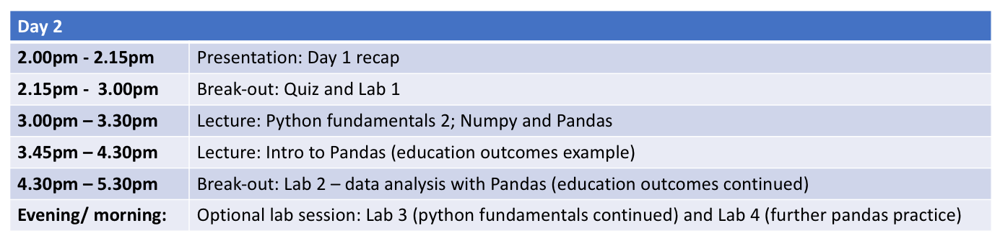 Day 2
2.00pm - 2.15pm Presentation: Day 1 recap
2.15pm -  3.00pm Break-out: Quiz and Lab 1
3.00pm – 3.30pm Lecture: Python fundamentals 2; Numpy and Pandas
3.45pm – 4.30pm Lecture: Intro to Pandas (education outcomes example)
4.30pm – 5.30pm Break-out: Lab 2 – data analysis with Pandas (education outcomes continued)
Evening/ morning: Optional lab session: Lab 3 (python fundamentals continued) and Lab 4 (further pandas practice)